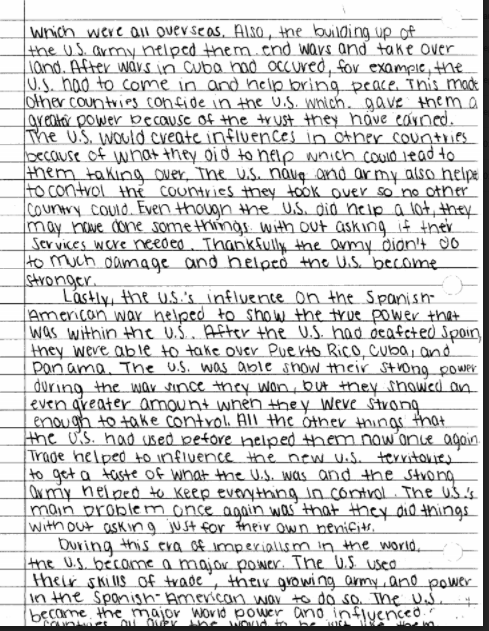 which were all overseas. Also, the building up of
the U.S. army helped them end wars and take over
land. After wars in Cuba had occured, for example, the
U.S. had to come in and help bring peace. This made
other countries confide in the U.S. which gave them a
greater power because of the trust they have earned.
The U.S. would create influences in other countries
because of what they did to help which could lead to
them taking over. The U.S. navy and army also helped
to control the countries they took over so no other
country could. Even though the U.S. did help a lot, they
may have done some things with out asking if their
services were needed. Thankfully the army didn't do
to much damage and helped the U.S. become
stronger.
Lastly, the U.S.'s influence on the Spanish-
American war helped to show the true power that
was within the U.S. After the U.S. had deafeted Spain,
they were able to take over Puerto Rico, Cuba, and
Panama. The U.S. was able show their strong power
during the war since they won, but they showed an
even greater amount when they were strong
enough to take control. All the other things that
the U.S. had used before helped them now once again.
Trade helped to influence the new U.S. territories
to get a taste of what the U.S. was and the strong
army helped to keep everything in control. The U.S.'s
main problem once again was that they did things
without asking just for their own benifits.
During this era of imperialism in the world,
the U.S. became a major power. The U.S. used
their skills of trade, their growing army, and power
in the Spanish-American war to do so. The U.S.
became the major world power and influenced
countries all over the world to be just like them.